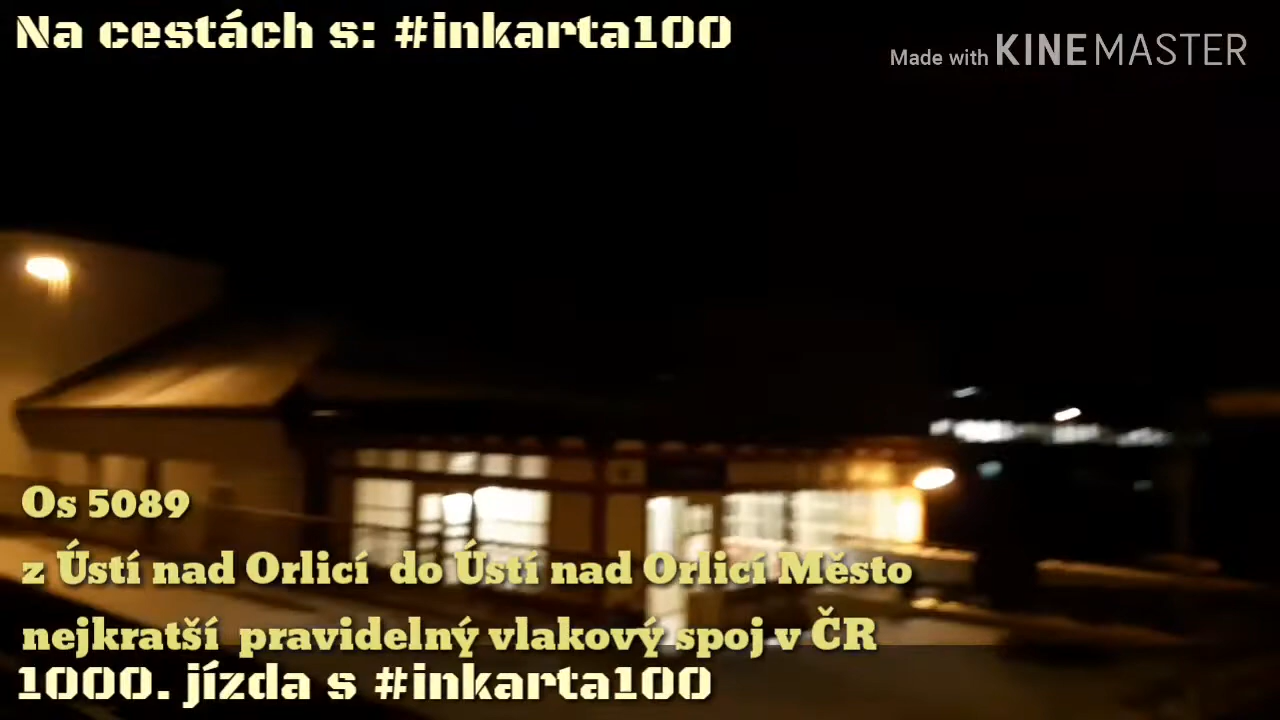 Na cestách s: #inkarta100
Made with KINEMASTER
Os 5089
z Ústí nad Orlicí do Ústí nad Orlicí Město
nejkratší pravidelný vlakový spoj v ČR
1000. jízda s #inkarta100